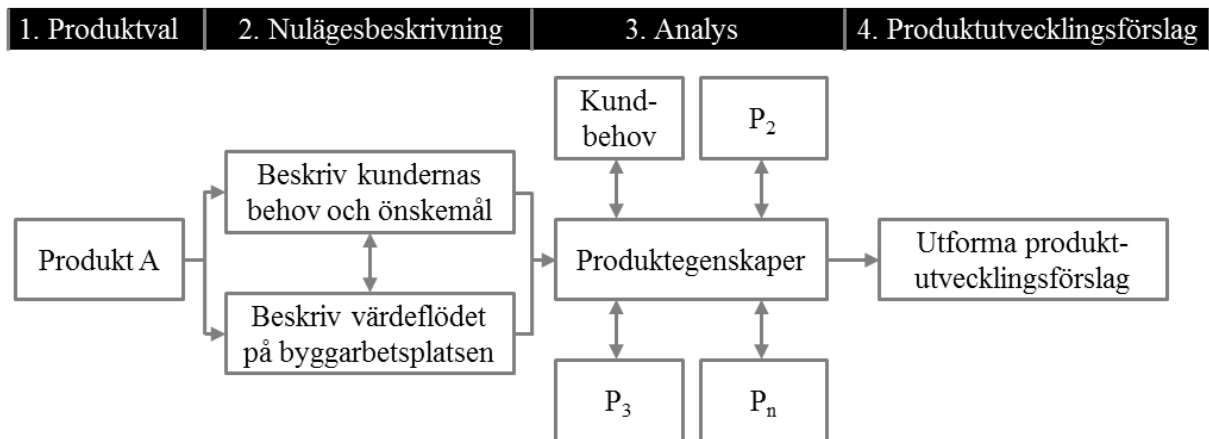 1. Produktval
2. Nulägesbeskrivning
3. Analys
4. Produktutvecklingsförslag
Produkt A
Beskriv kundernas
behov och önskemål
Beskriv värdeflödet
på byggarbetsplatsen
Kund-
behov
P₂
Produktegenskaper
P₃
Pₙ
Utforma produkt-
utvecklingsförslag